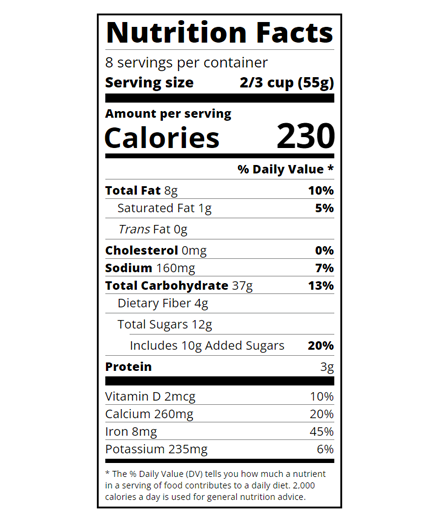 Nutrition Facts
8 servings per container
Serving size 2/3 cup (55g)
Amount per serving
Calories 230
% Daily Value *
Total Fat 8g 10%
Saturated Fat 1g 5%
Trans Fat 0g
Cholesterol 0mg 0%
Sodium 160mg 7%
Total Carbohydrate 37g 13%
Dietary Fiber 4g
Total Sugars 12g
Includes 10g Added Sugars 20%
Protein 3g
Vitamin D 2mcg 10%
Calcium 260mg 20%
Iron 8mg 45%
Potassium 235mg 6%
* The % Daily Value (DV) tells you how much a nutrient
in a serving of food contributes to a daily diet. 2.000
calories a day is used for general nutrition advice.